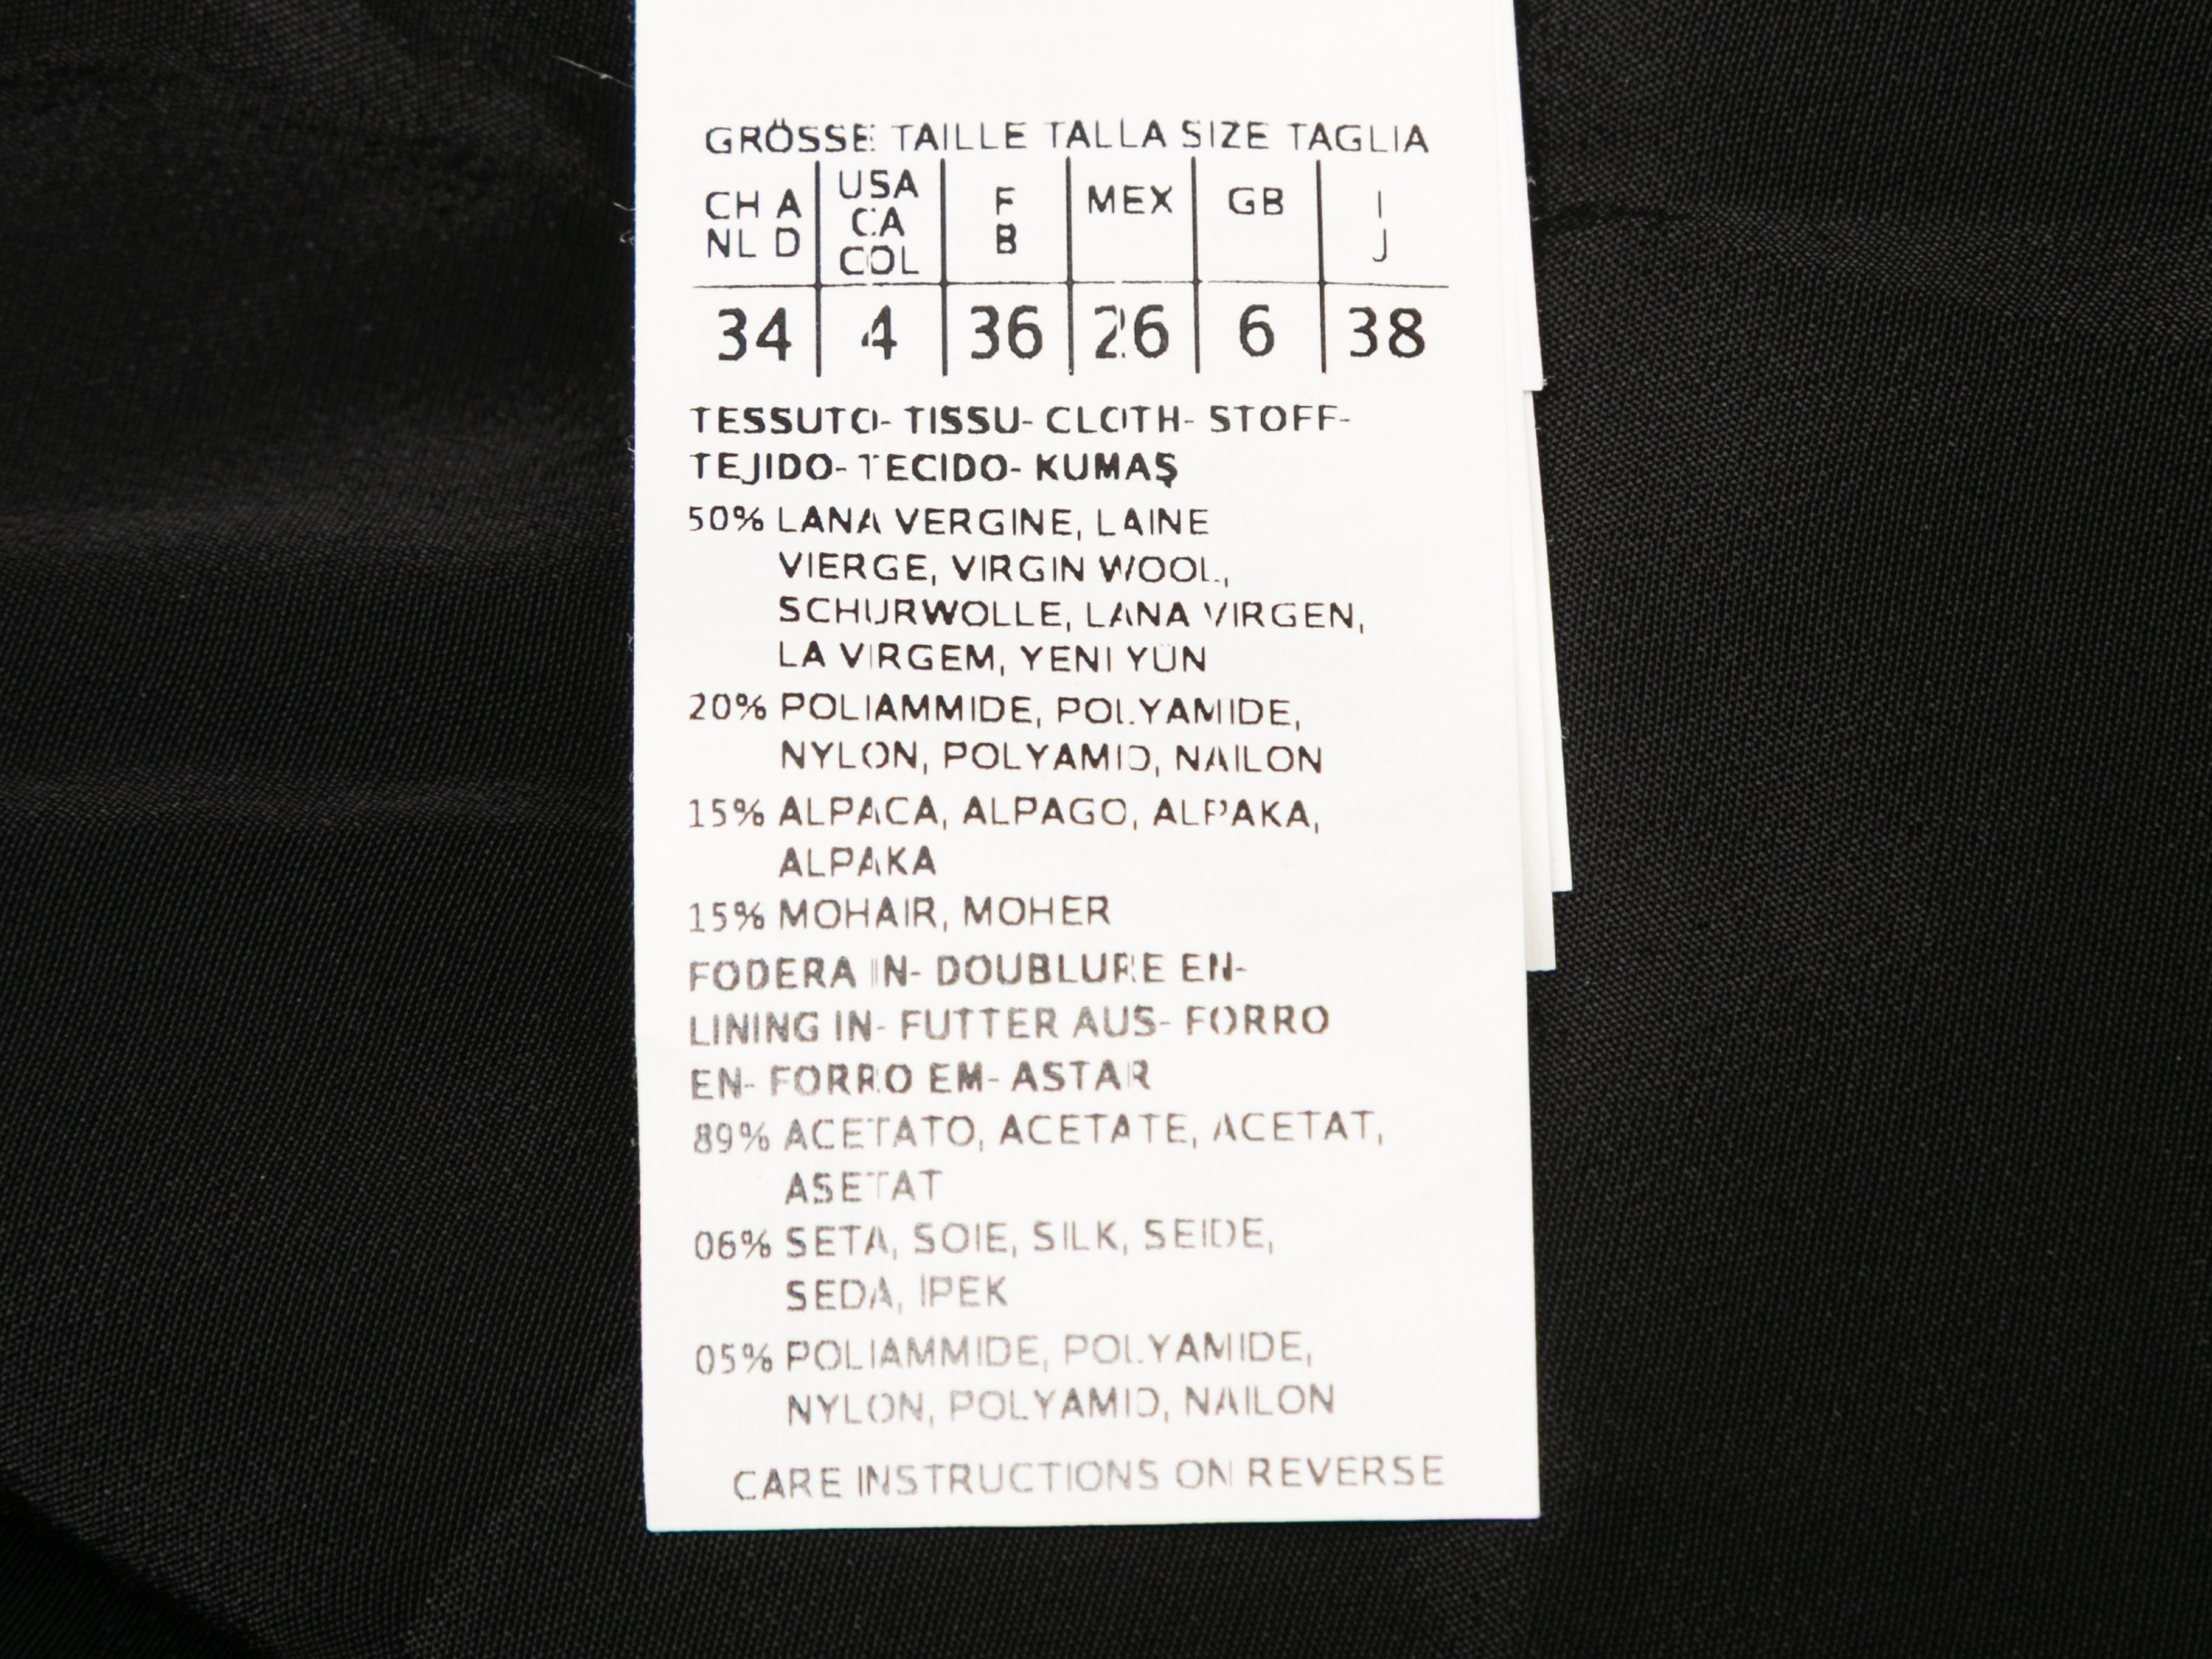 GRÖSSE TAILLE TALLA SIZE TAGLIA
CH A
NL D
USA
CA
COL
F
B
MEX
GB
I
J
34 4 36 26 6 38
TESSUTO- TISSU- CLOTH- STOFF-
TEJIDO- TECIDO- KUMAŞ
50% LANA VERGINE, LAINE
VIERGE, VIRGIN WOOL,
SCHURWOLLE, LANA VIRGEN,
LA VIRGEM, YENI YÜN
20% POLIAMMIDE, POLYAMIDE,
NYLON, POLYAMID, NAILON
15% ALPACA, ALPAGO, ALPAKA,
ALPAKA
15% MOHAIR, MOHER
FODERA IN- DOUBLURE EN-
LINING IN- FUTTER AUS- FORRO
EN- FORRO EM- ASTAR
89% ACETATO, ACETATE, ACETAT,
ASETAT
06% SETA, SOIE, SILK, SEIDE,
SEDA, IPEK
05% POLIAMMIDE, POLYAMIDE,
NYLON, POLYAMID, NAILON
CARE INSTRUCTIONS ON REVERSE